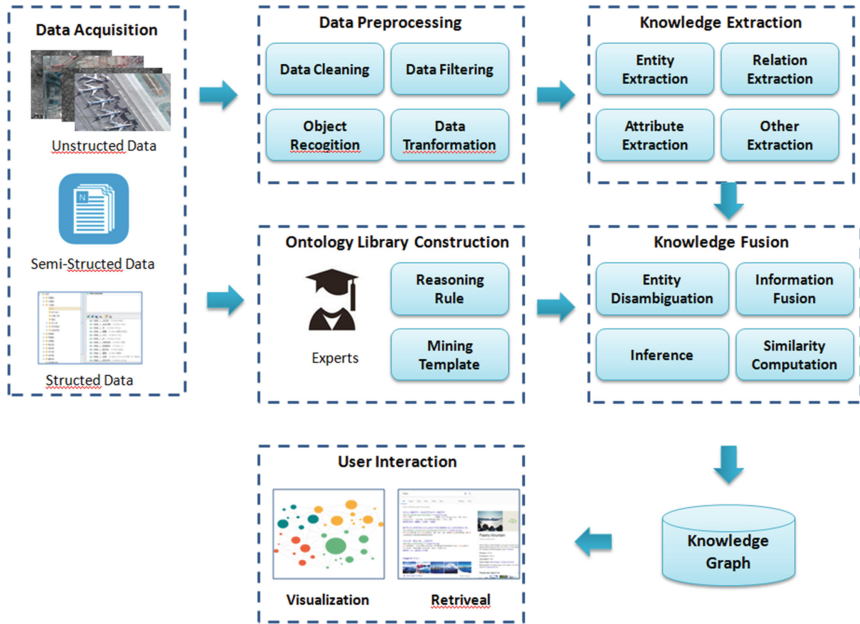 Data Acquisition
Unstructed Data
Semi-Structed Data
Structed Data
Data Preprocessing
Data Cleaning
Data Filtering
Object
Recogition
Data
Tranformation
Knowledge Extraction
Entity
Extraction
Relation
Extraction
Attribute
Extraction
Other
Extraction
Ontology Library Construction
Experts
Reasoning
Rule
Mining
Template
Knowledge Fusion
Entity
Disambiguation
Information
Fusion
Inference
Similarity
Computation
Knowledge
Graph
User Interaction
Visualization
Retriveal